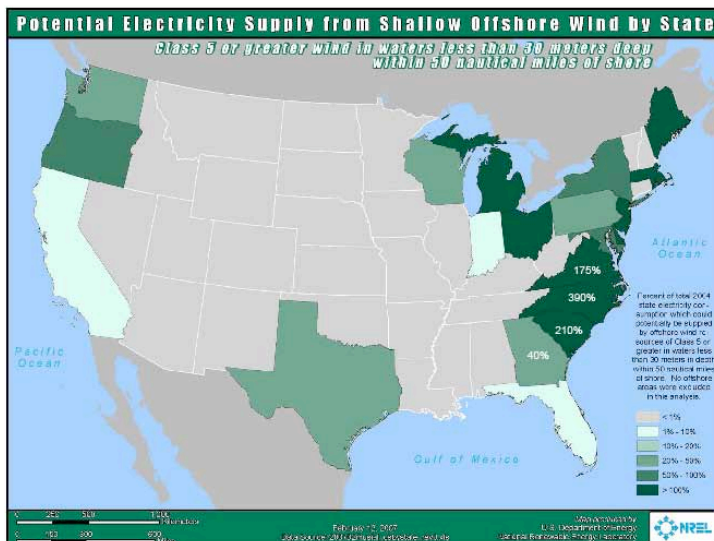 Potential Electricity Supply from Shallow Offshore Wind by State
Class 5 or greater wind in waters less than 30 meters deep
within 50 nautical miles of shore
175%
390%
210%
40%
Atlantic
Ocean
Pacific
Ocean
Gulf of Mexico
Percent of total 2004
state electricity con-
sumption which could
potentially be supplied
by offshore wind re-
sources of Class 5 or
greater in waters less
than 30 meters in depth
within 50 nautical miles
of shore. No offshore
areas were excluded
in this analysis.
< 1%
1% - 10%
10% - 20%
20% - 50%
50% - 100%
> 100%
Kilometers
February 12, 2007
U.S. Department of Energy
National Renewable Energy Laboratory
NREL